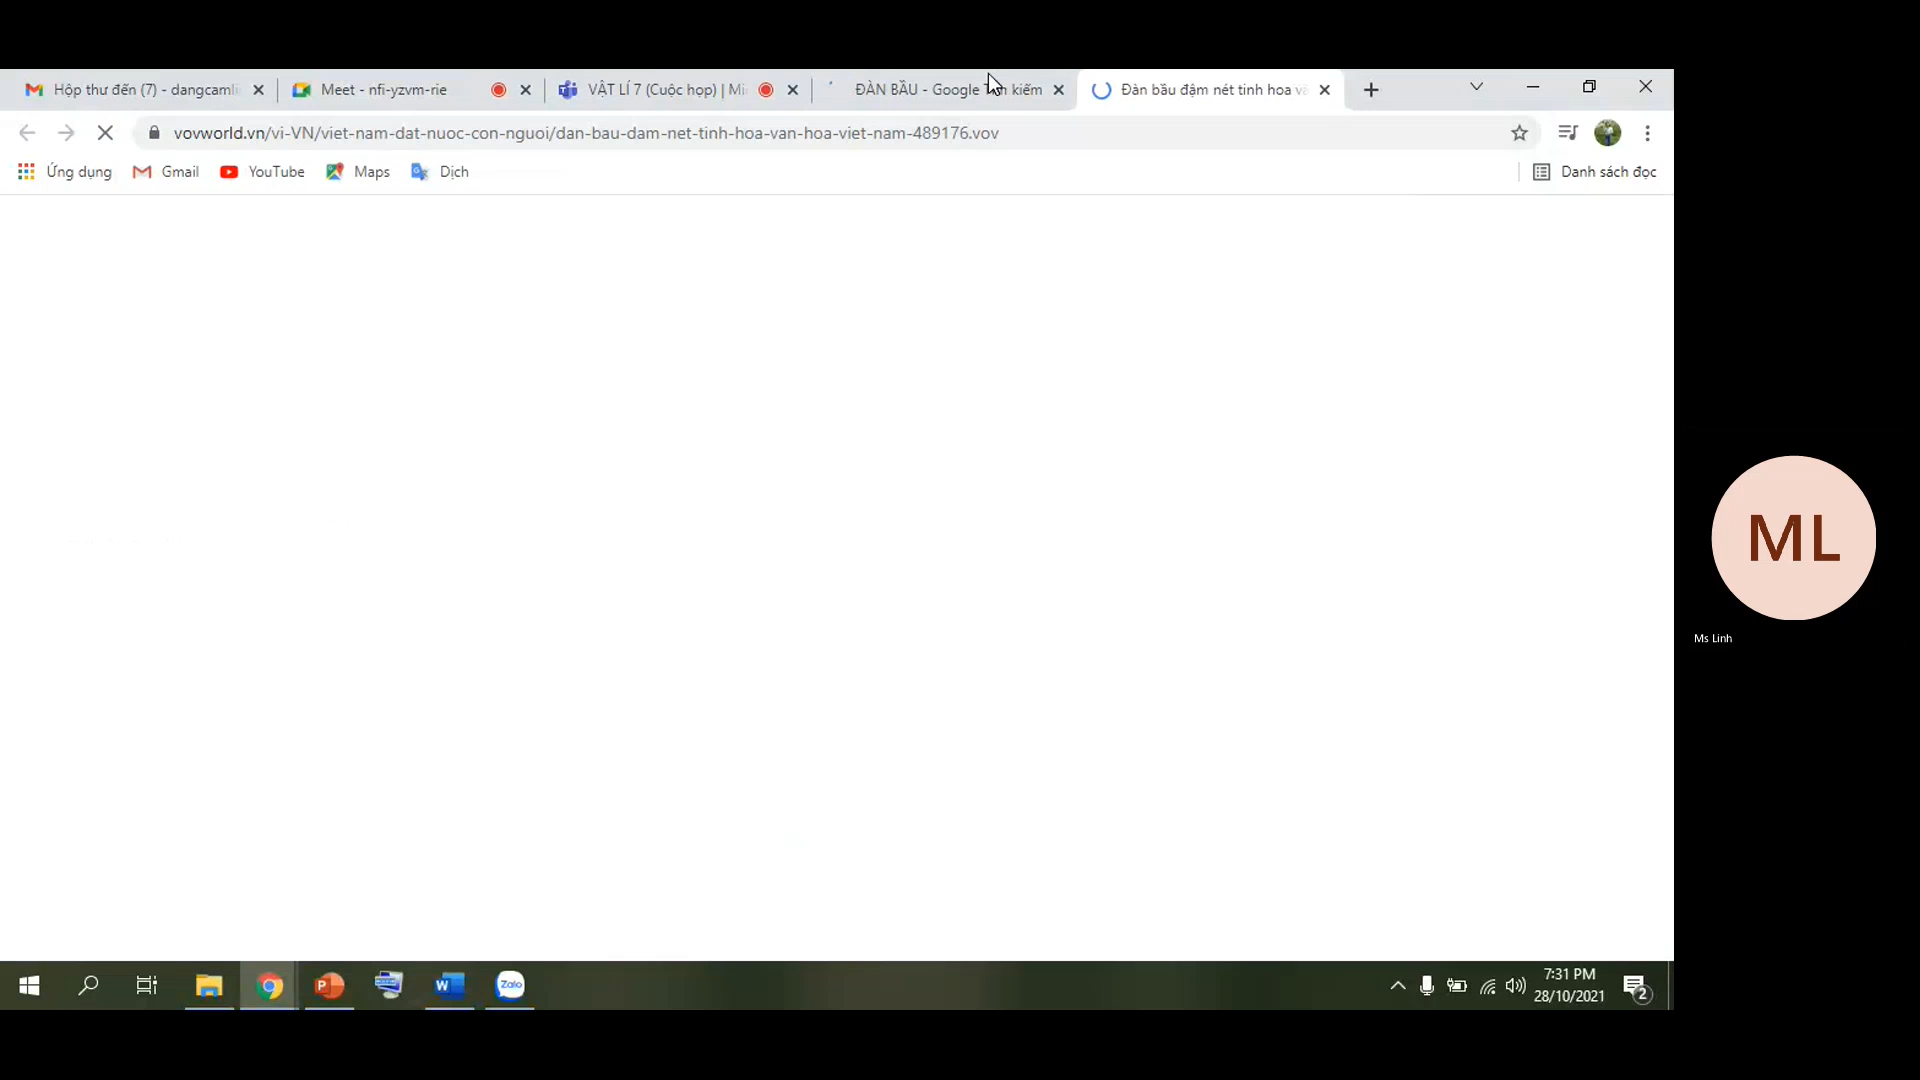 Hộp thư đến (7) - dangcamli
Meet - nfi-yzvm-rie
VẬT LÍ 7 (Cuộc họp) | Mi
ĐÀN BẦU - Google kiếm
Đàn bầu đậm nét tinh hoa vă
vovworld.vn/vi-VN/viet-nam-dat-nuoc-con-nguoi/dan-bau-dam-net-tinh-hoa-van-hoa-viet-nam-489176.vov
Ứng dụng
Gmail
YouTube
Maps
Dịch
Danh sách đọc
ML
Ms Linh
W
Zalo
7:31 PM
28/10/2021
2